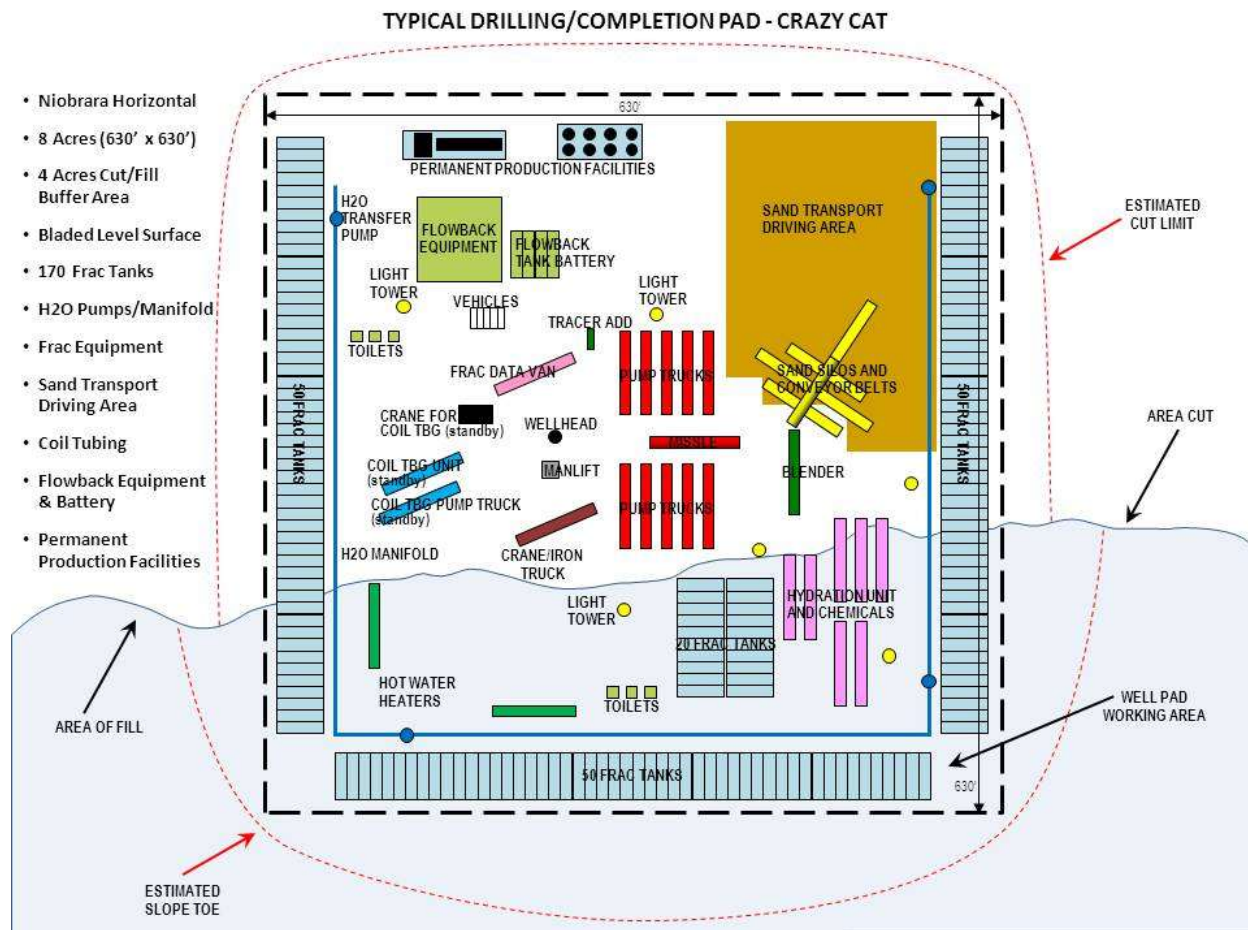 TYPICAL DRILLING/COMPLETION PAD - CRAZY CAT
• Niobrara Horizontal
• 8 Acres (630' x 630')
• 4 Acres Cut/Fill
Buffer Area
• Bladed Level Surface
• 170 Frac Tanks
• H2O Pumps/Manifold
• Frac Equipment
• Sand Transport
Driving Area
• Coil Tubing
• Flowback Equipment
& Battery
• Permanent
Production Facilities
630'
PERMANENT PRODUCTION FACILITIES
H2O
TRANSFER
PUMP
FLOWBACK
EQUIPMENT
FLOWBACK
TANK BATTERY
SAND TRANSPORT
DRIVING AREA
ESTIMATED
CUT LIMIT
LIGHT
TOWER
VEHICLES
LIGHT
TOWER
TRACER ADD
TOILETS
FRAC DATA VAN
PUMP TRUCKS
SAND SILOS AND
CONVEYOR BELTS
50 FRAC TANKS
50 FRAC TANKS
CRANE FOR
COIL TBG (standby)
WELLHEAD
MISSLE
AREA CUT
COIL TBG UNIT
(standby)
MANLIFT
BLENDER
COIL TBG PUMP TRUCK
(standby)
PUMP TRUCKS
H2O MANIFOLD
CRANE/IRON
TRUCK
LIGHT
TOWER
HYDRATION UNIT
AND CHEMICALS
20 FRAC TANKS
HOT WATER
HEATERS
TOILETS
AREA OF FILL
WELL PAD
WORKING AREA
50 FRAC TANKS
630'
ESTIMATED
SLOPE TOE